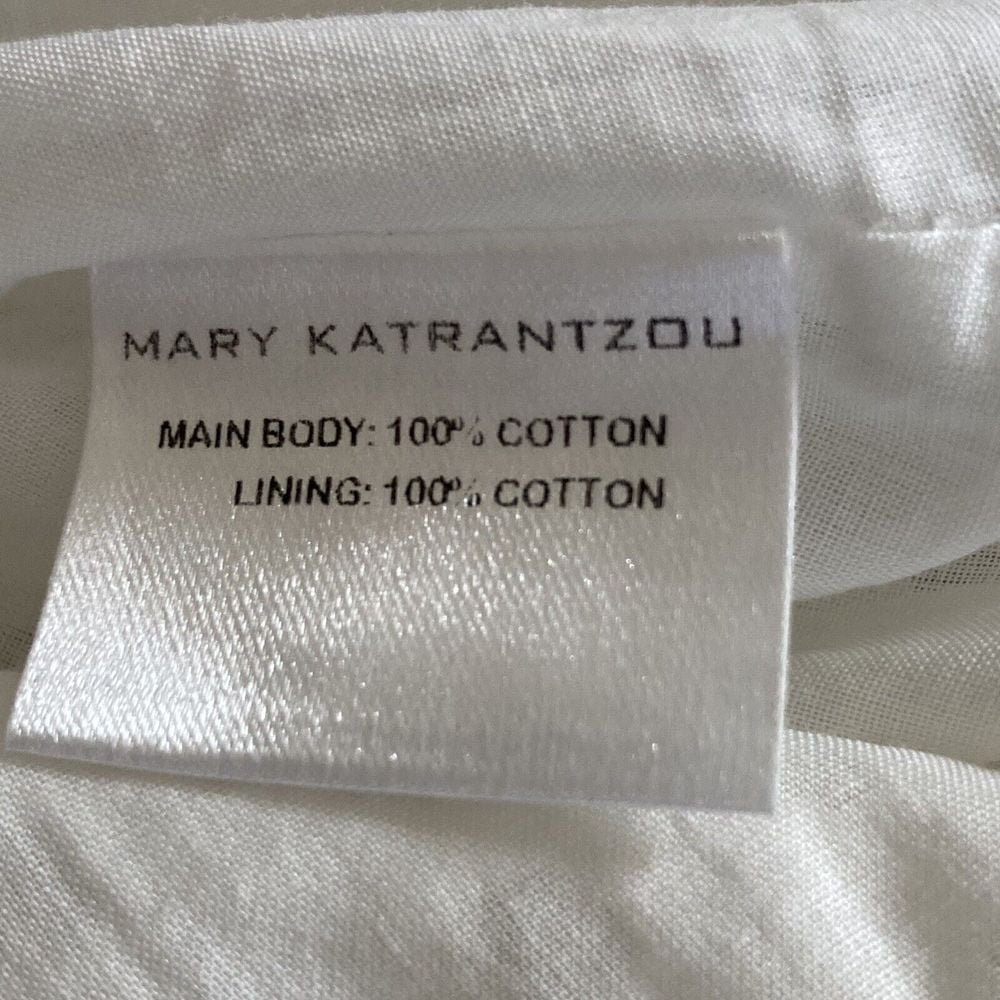 MARY KATRANTZOU
MAIN BODY: 100% COTTON
LINING: 100% COTTON